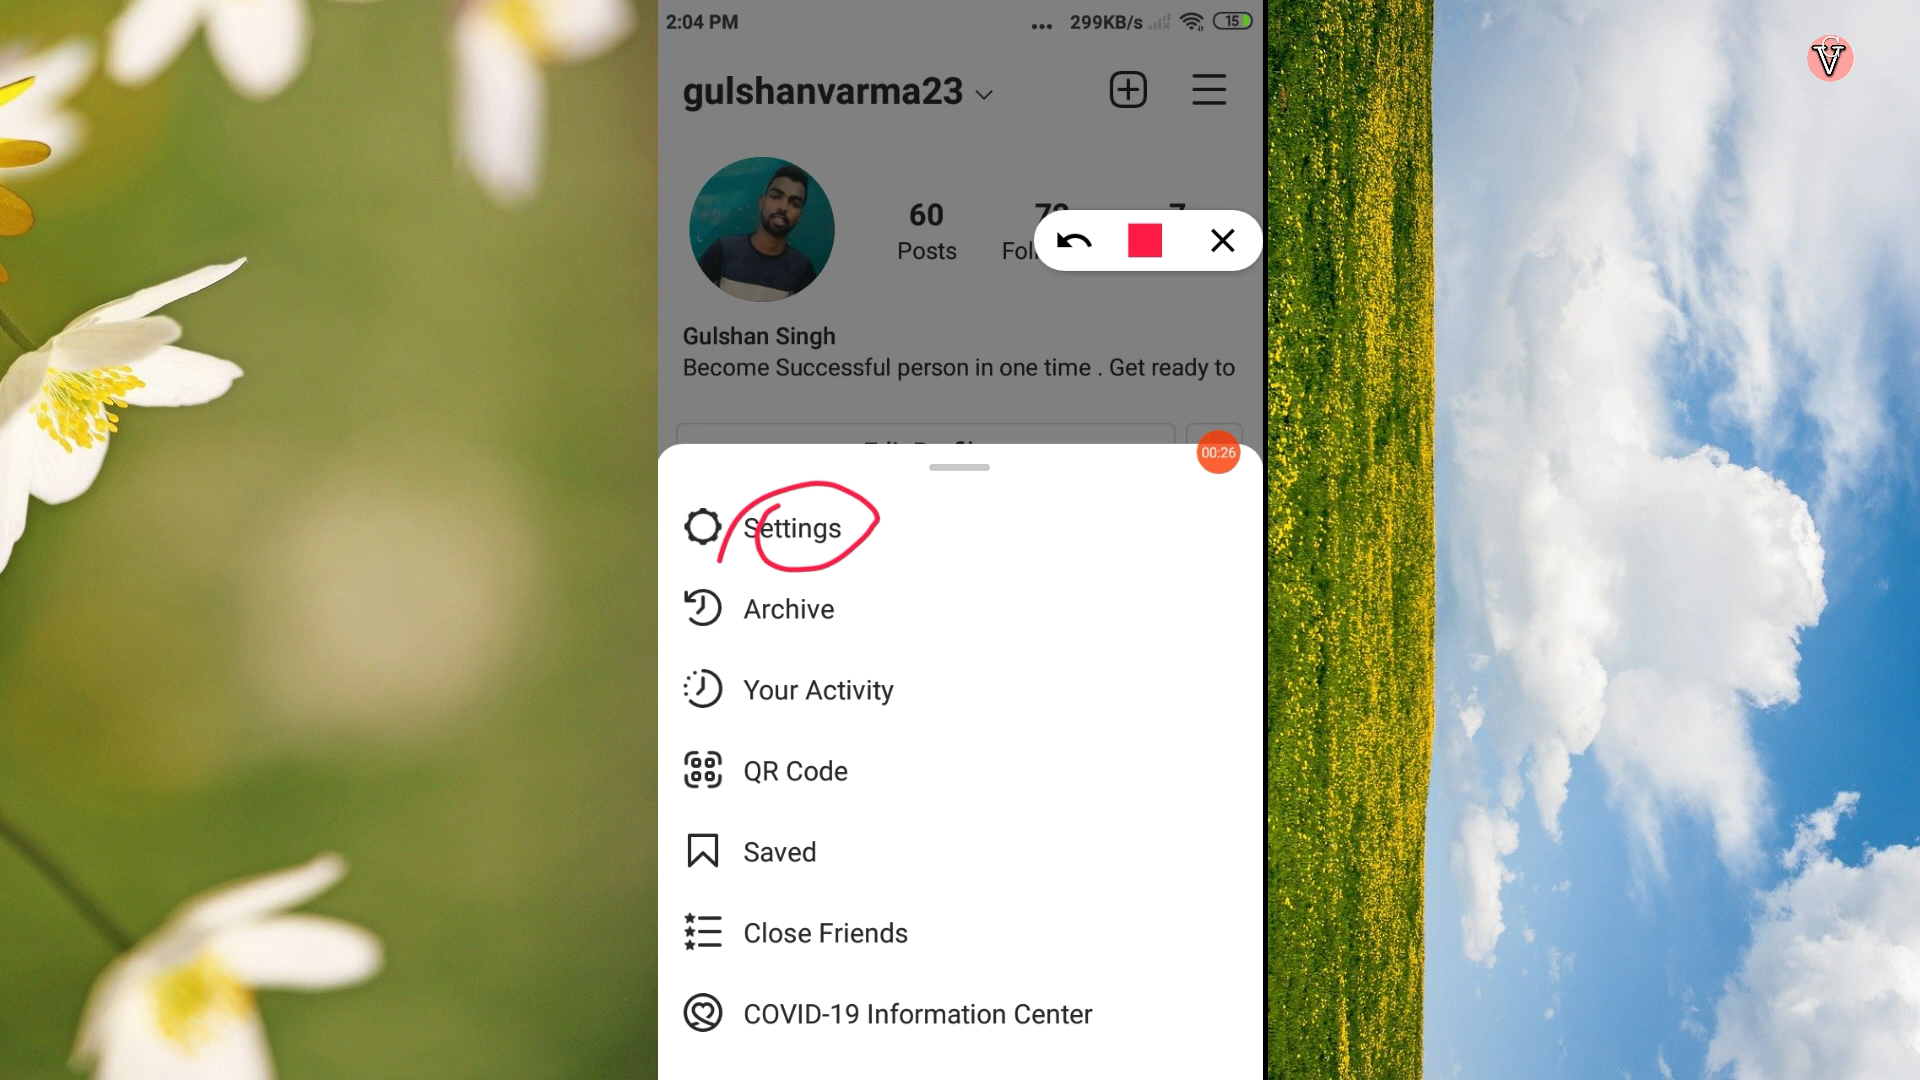 2:04 PM ... 299KB/s 15
gulshanvarma23
60
Posts
Gulshan Singh
Become Successful person in one time . Get ready to
00:26
Settings
Archive
Your Activity
QR Code
Saved
Close Friends
COVID-19 Information Center